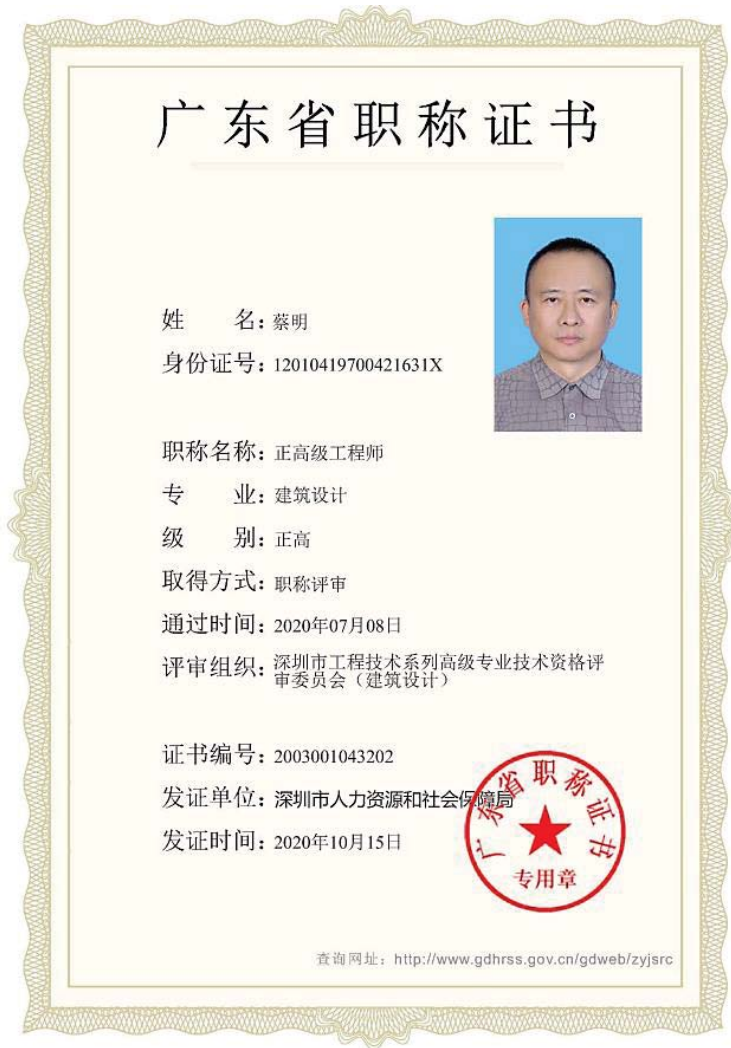 广东省职称证书
姓 名：蔡明
身份证号：12010419700421631X
职称名称：正高级工程师
专 业：建筑设计
级 别：正高
取得方式：职称评审
通过时间：2020年07月08日
评审组织：深圳市工程技术系列高级专业技术资格评
审委员会（建筑设计）
证书编号：2003001043202
发证单位：深圳市人力资源和社会保障局
发证时间：2020年10月15日
广东省职称证书
专用章
查询网址：http://www.gdhrss.gov.cn/gdweb/zyjsrc